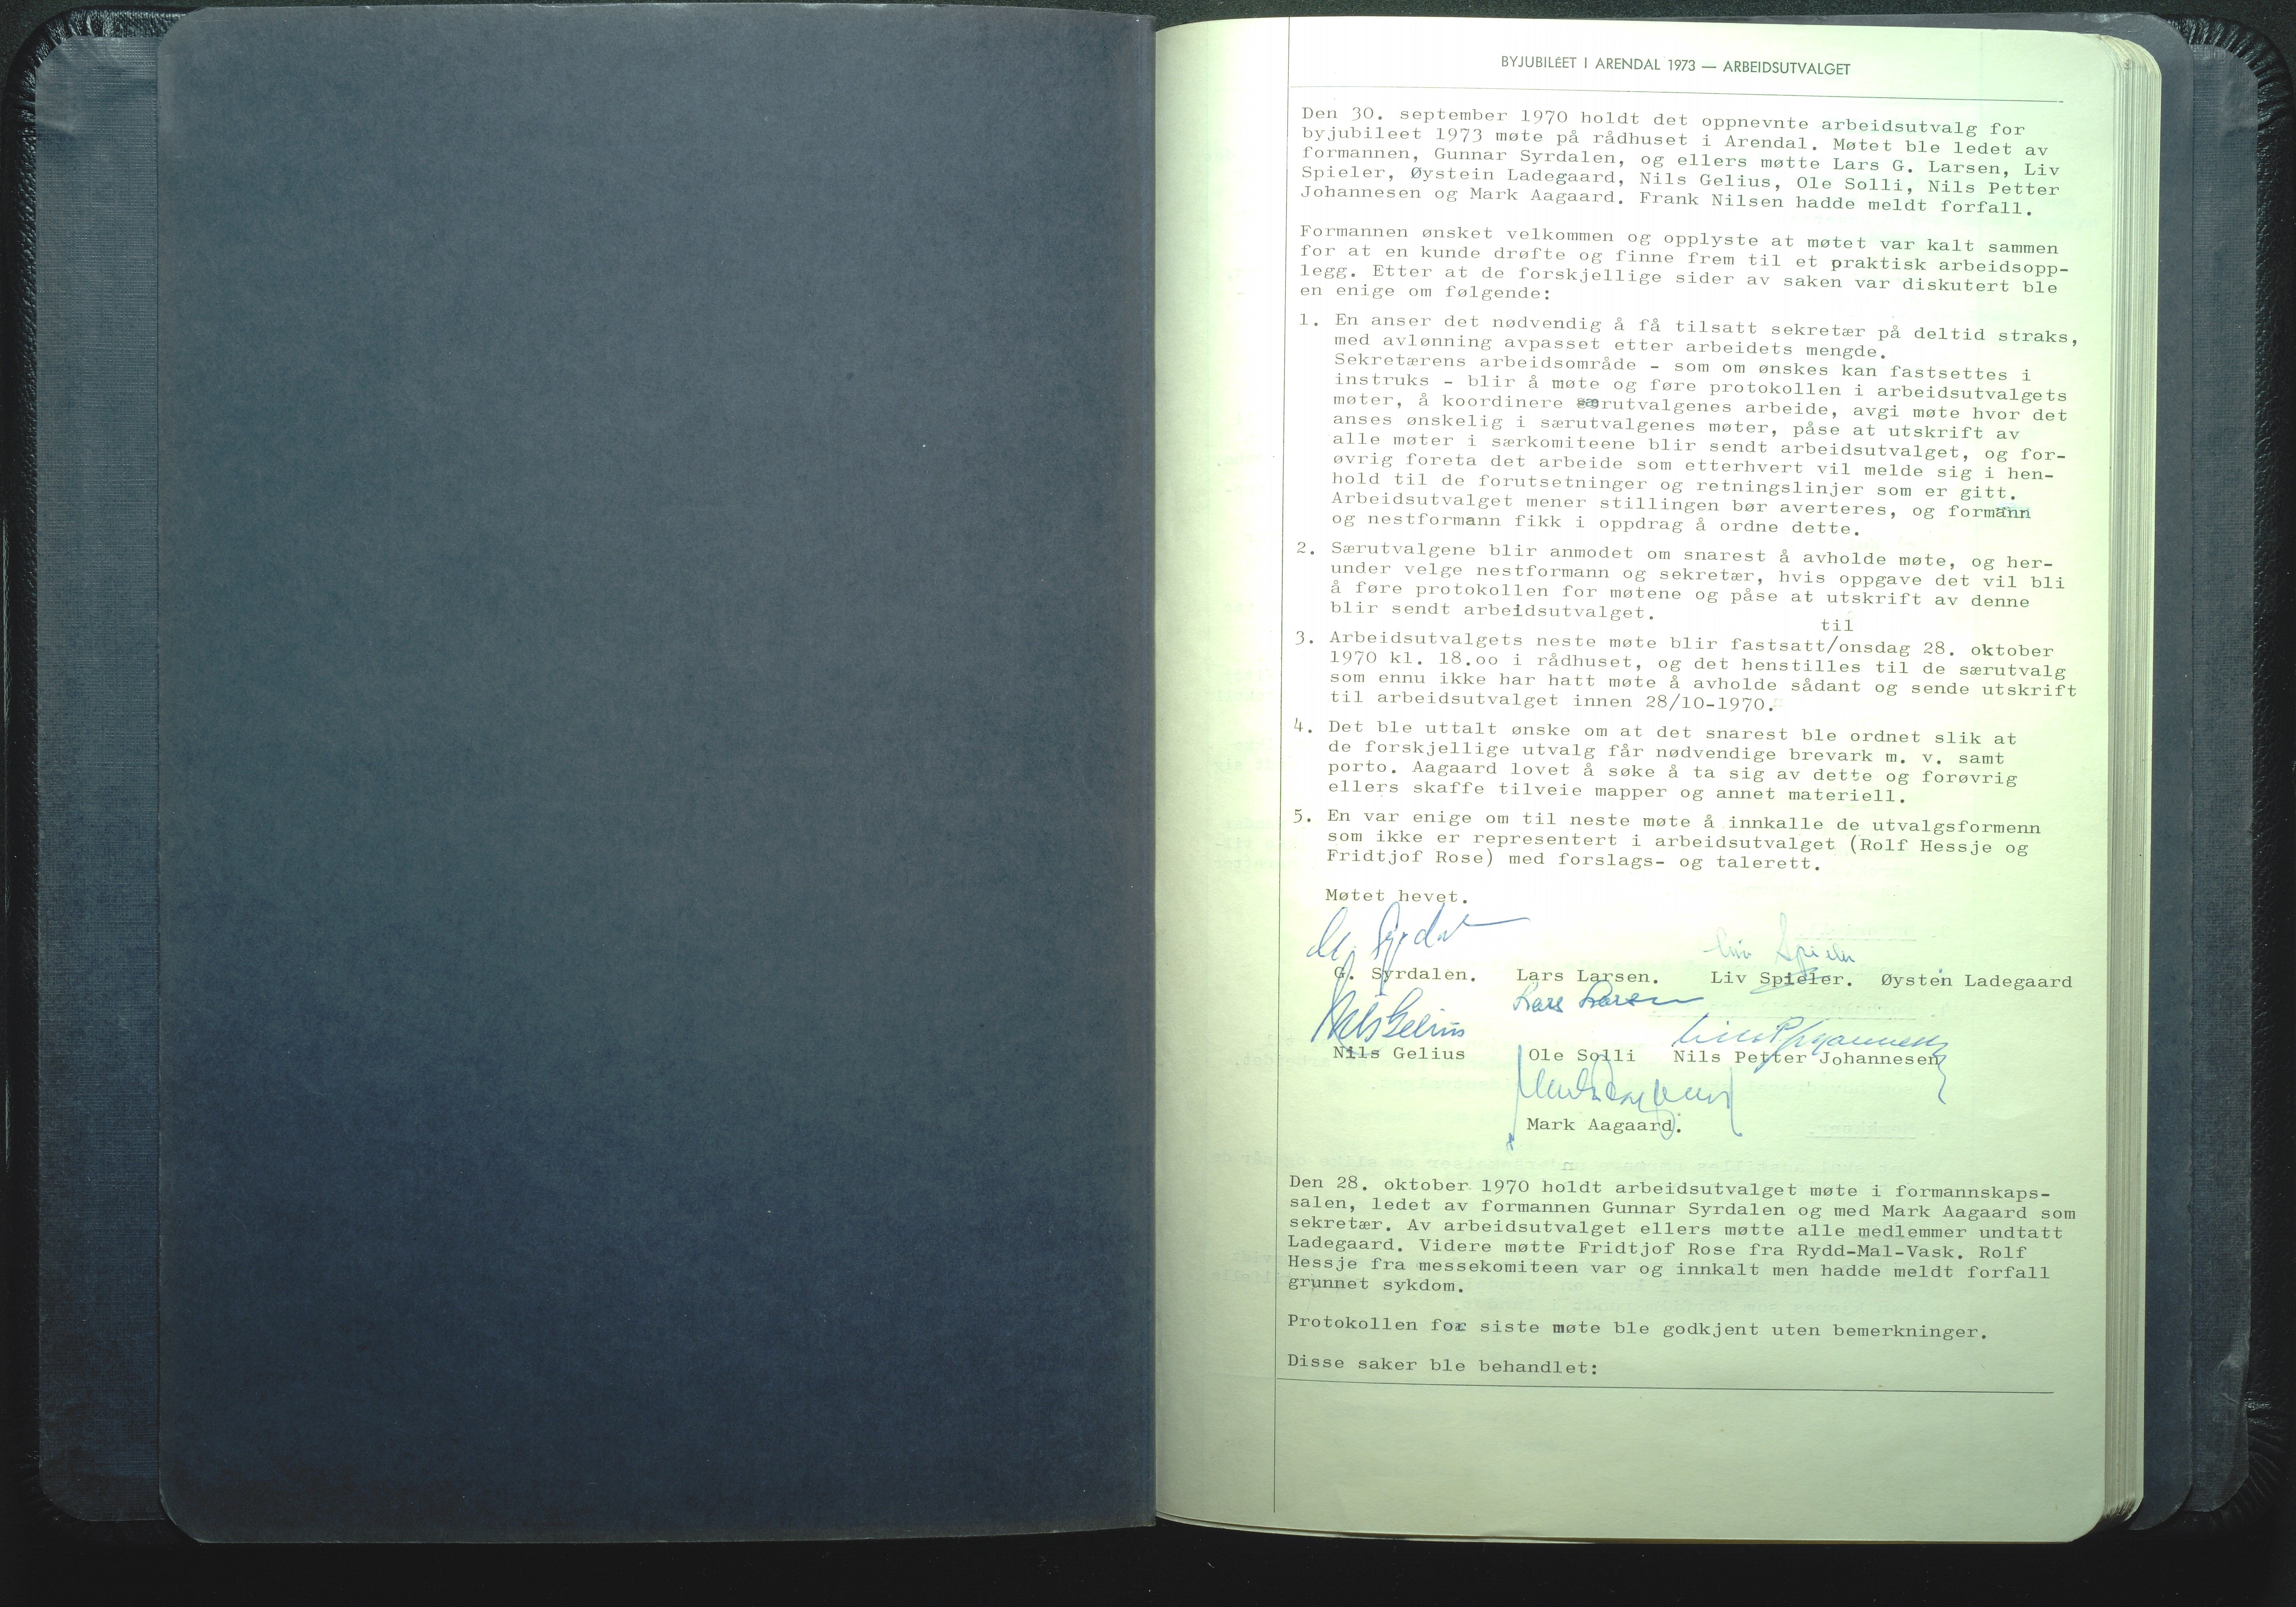 BYJUBILÉET I ARENDAL 1973 — ARBEIDSUTVALGET
Den 30. september 1970 holdt det oppnevnte arbeidsutvalg for
byjubileet 1973 møte på rådhuset i Arendal. Møtet ble ledet av
formannen, Gunnar Syrdalen, og ellers møtte Lars G. Larsen, Liv
Spieler, Øystein Ladegaard, Nils Gelius, Ole Solli, Nils Petter
Johannesen og Mark Aagaard. Frank Nilsen hadde meldt forfall.
Formannen ønsket velkommen og opplyste at møtet var kalt sammen
for at en kunde drøfte og finne frem til et praktisk arbeidsopp-
legg. Etter at de forskjellige sider av saken var diskutert ble
en enige om følgende:
1. En anser det nødvendig å få tilsatt sekretær på deltid straks,
med avlønning avpasset etter arbeidets mengde.
Sekretærens arbeidsområde - som om ønskes kan fastsettes i
instruks - blir å møte og føre protokollen i arbeidsutvalgets
møter, å koordinere særutvalgenes arbeide, avgi møte hvor det
anses ønskelig i særutvalgenes møter, påse at utskrift av
alle møter i særkomiteene blir sendt arbeidsutvalget, og for-
øvrig foreta det arbeide som etterhvert vil melde sig i hen-
hold til de forutsetninger og retningslinjer som er gitt.
Arbeidsutvalget mener stillingen bør averteres, og formann
og nestformann fikk i oppdrag å ordne dette.
2. Særutvalgene blir anmodet om snarest å avholde møte, og her-
under velge nestformann og sekretær, hvis oppgave det vil bli
å føre protokollen for møtene og påse at utskrift av denne
blir sendt arbeidsutvalget.
til
3. Arbeidsutvalgets neste møte blir fastsatt/onsdag 28. oktober
1970 kl. 18.oo i rådhuset, og det henstilles til de særutvalg
som ennu ikke har hatt møte å avholde sådant og sende utskrift
til arbeidsutvalget innen 28/10-1970.
4. Det ble uttalt ønske om at det snarest ble ordnet slik at
de forskjellige utvalg får nødvendige brevark m. v. samt
porto. Aagaard lovet å søke å ta sig av dette og forøvrig
ellers skaffe tilveie mapper og annet materiell.
5. En var enige om til neste møte å innkalle de utvalgsformenn
som ikke er representert i arbeidsutvalget (Rolf Hessje og
Fridtjof Rose) med forslags- og talerett.
Møtet hevet.
Liv Spieler
G. Syrdalen. Lars Larsen. Liv Spieler. Øysten Ladegaard
Lars Larsen
Nils Gelius
Nils Gelius Ole Solli Nils Petter Johannesen
Mark Aagaard.
Den 28. oktober 1970 holdt arbeidsutvalget møte i formannskaps-
salen, ledet av formannen Gunnar Syrdalen og med Mark Aagaard som
sekretær. Av arbeidsutvalget ellers møtte alle medlemmer undtatt
Ladegaard. Videre møtte Fridtjof Rose fra Rydd-Mal-Vask. Rolf
Hessje fra messekomiteen var og innkalt men hadde meldt forfall
grunnet sykdom.
Protokollen for siste møte ble godkjent uten bemerkninger.
Disse saker ble behandlet: